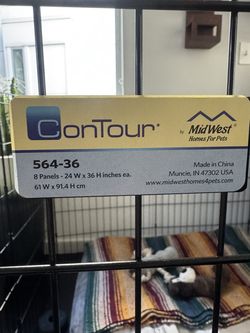 ConTour®
by MidWest®
Homes For Pets
564-36
8 Panels - 24 W x 36 H inches ea.
61 W x 91.4 H cm
Made in China
Muncie, IN 47302 USA
www.midwesthomes4pets.com